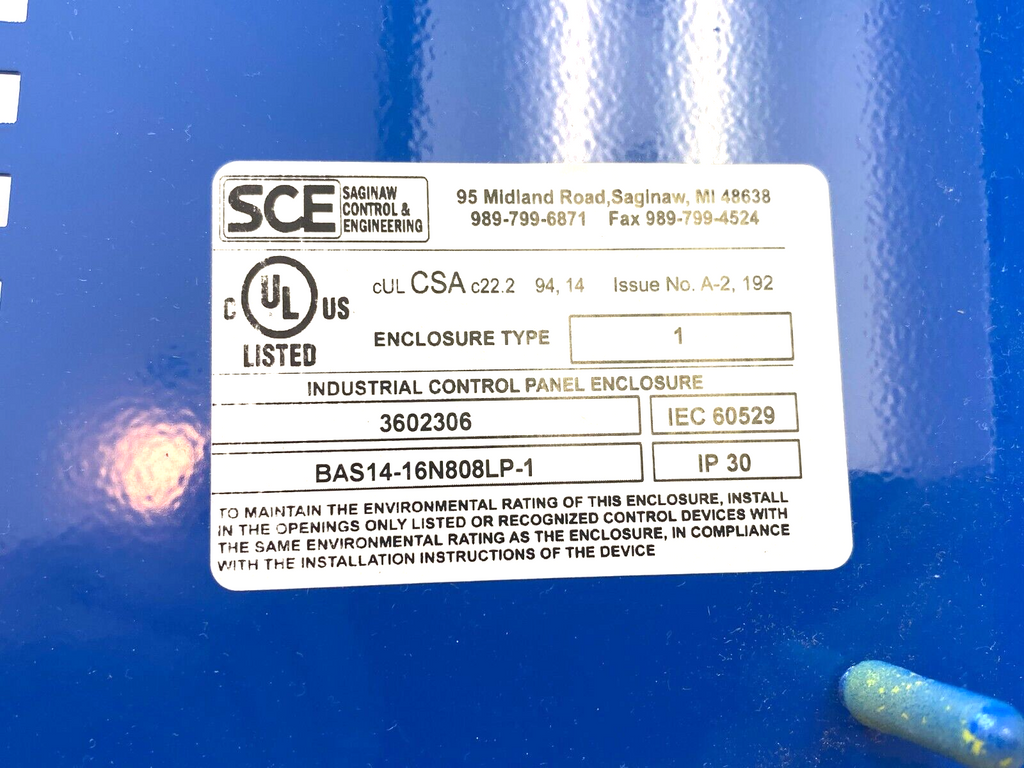 SCE SAGINAW CONTROL & ENGINEERING
95 Midland Road,Saginaw, MI 48638
989-799-6871 Fax 989-799-4524
C UL US LISTED
cUL CSA c22.2 94, 14 Issue No. A-2, 192
ENCLOSURE TYPE 1
INDUSTRIAL CONTROL PANEL ENCLOSURE
3602306 IEC 60529
BAS14-16N808LP-1 IP 30
TO MAINTAIN THE ENVIRONMENTAL RATING OF THIS ENCLOSURE, INSTALL
IN THE OPENINGS ONLY LISTED OR RECOGNIZED CONTROL DEVICES WITH
THE SAME ENVIRONMENTAL RATING AS THE ENCLOSURE, IN COMPLIANCE
WITH THE INSTALLATION INSTRUCTIONS OF THE DEVICE